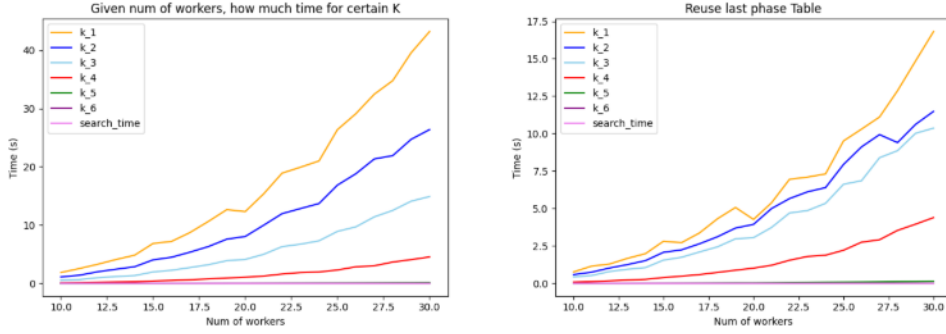 Given num of workers, how much time for certain K
Time (s)
40
30
20
10
0
k_1
k_2
k_3
k_4
k_5
k_6
search_time
10.0 12.5 15.0 17.5 20.0 22.5 25.0 27.5 30.0
Num of workers
Reuse last phase Table
Time (s)
17.5
15.0
12.5
10.0
7.5
5.0
2.5
0.0
k_1
k_2
k_3
k_4
k_5
k_6
search_time
10.0 12.5 15.0 17.5 20.0 22.5 25.0 27.5 30.0
Num of workers